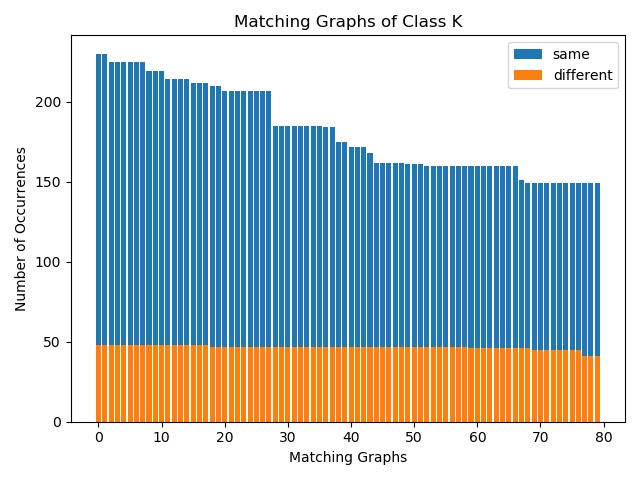 Matching Graphs of Class K
same
different
Number of Occurrences
200
150
100
50
0
0 10 20 30 40 50 60 70 80
Matching Graphs